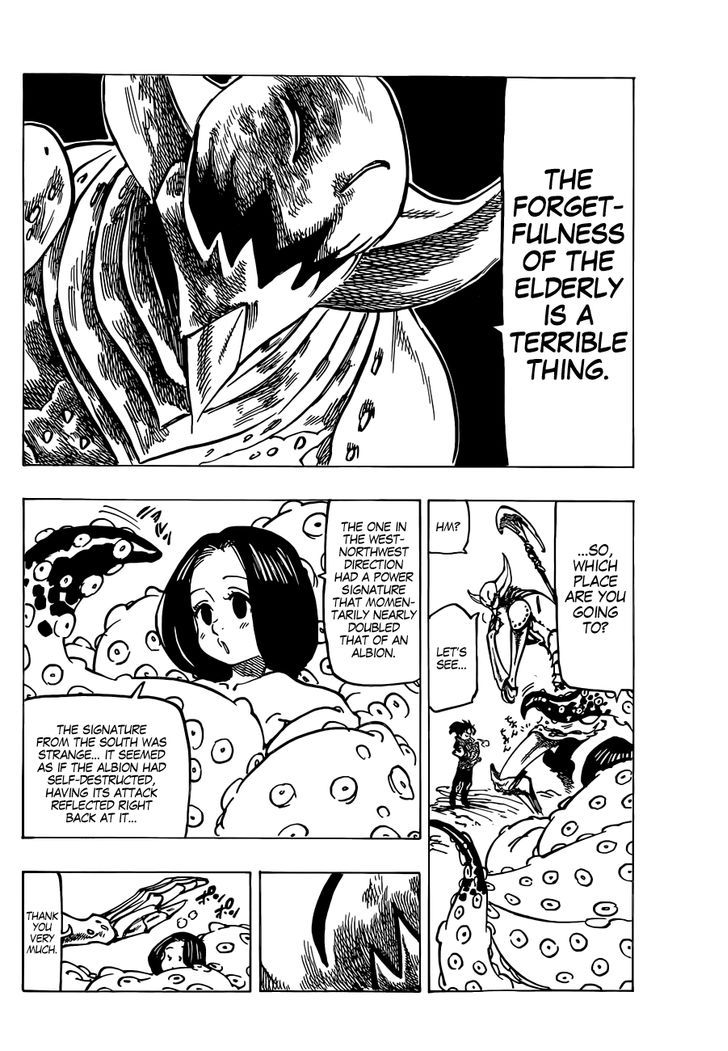 THE
FORGET-
FULNESS
OF THE
ELDERLY
IS A
TERRIBLE
THING.
...SO,
WHICH
PLACE
ARE YOU
GOING
TO?
HM?
LET'S
SEE...
THE ONE IN
THE WEST-
NORTHWEST
DIRECTION
HAD A POWER
SIGNATURE
THAT MOMEN-
TARILY NEARLY
DOUBLED
THAT OF AN
ALBION.
THE SIGNATURE
FROM THE SOUTH WAS
STRANGE... IT SEEMED
AS IF THE ALBION HAD
SELF-DESTRUCTED,
HAVING ITS ATTACK
REFLECTED RIGHT
BACK AT IT...
THANK
YOU
VERY
MUCH.